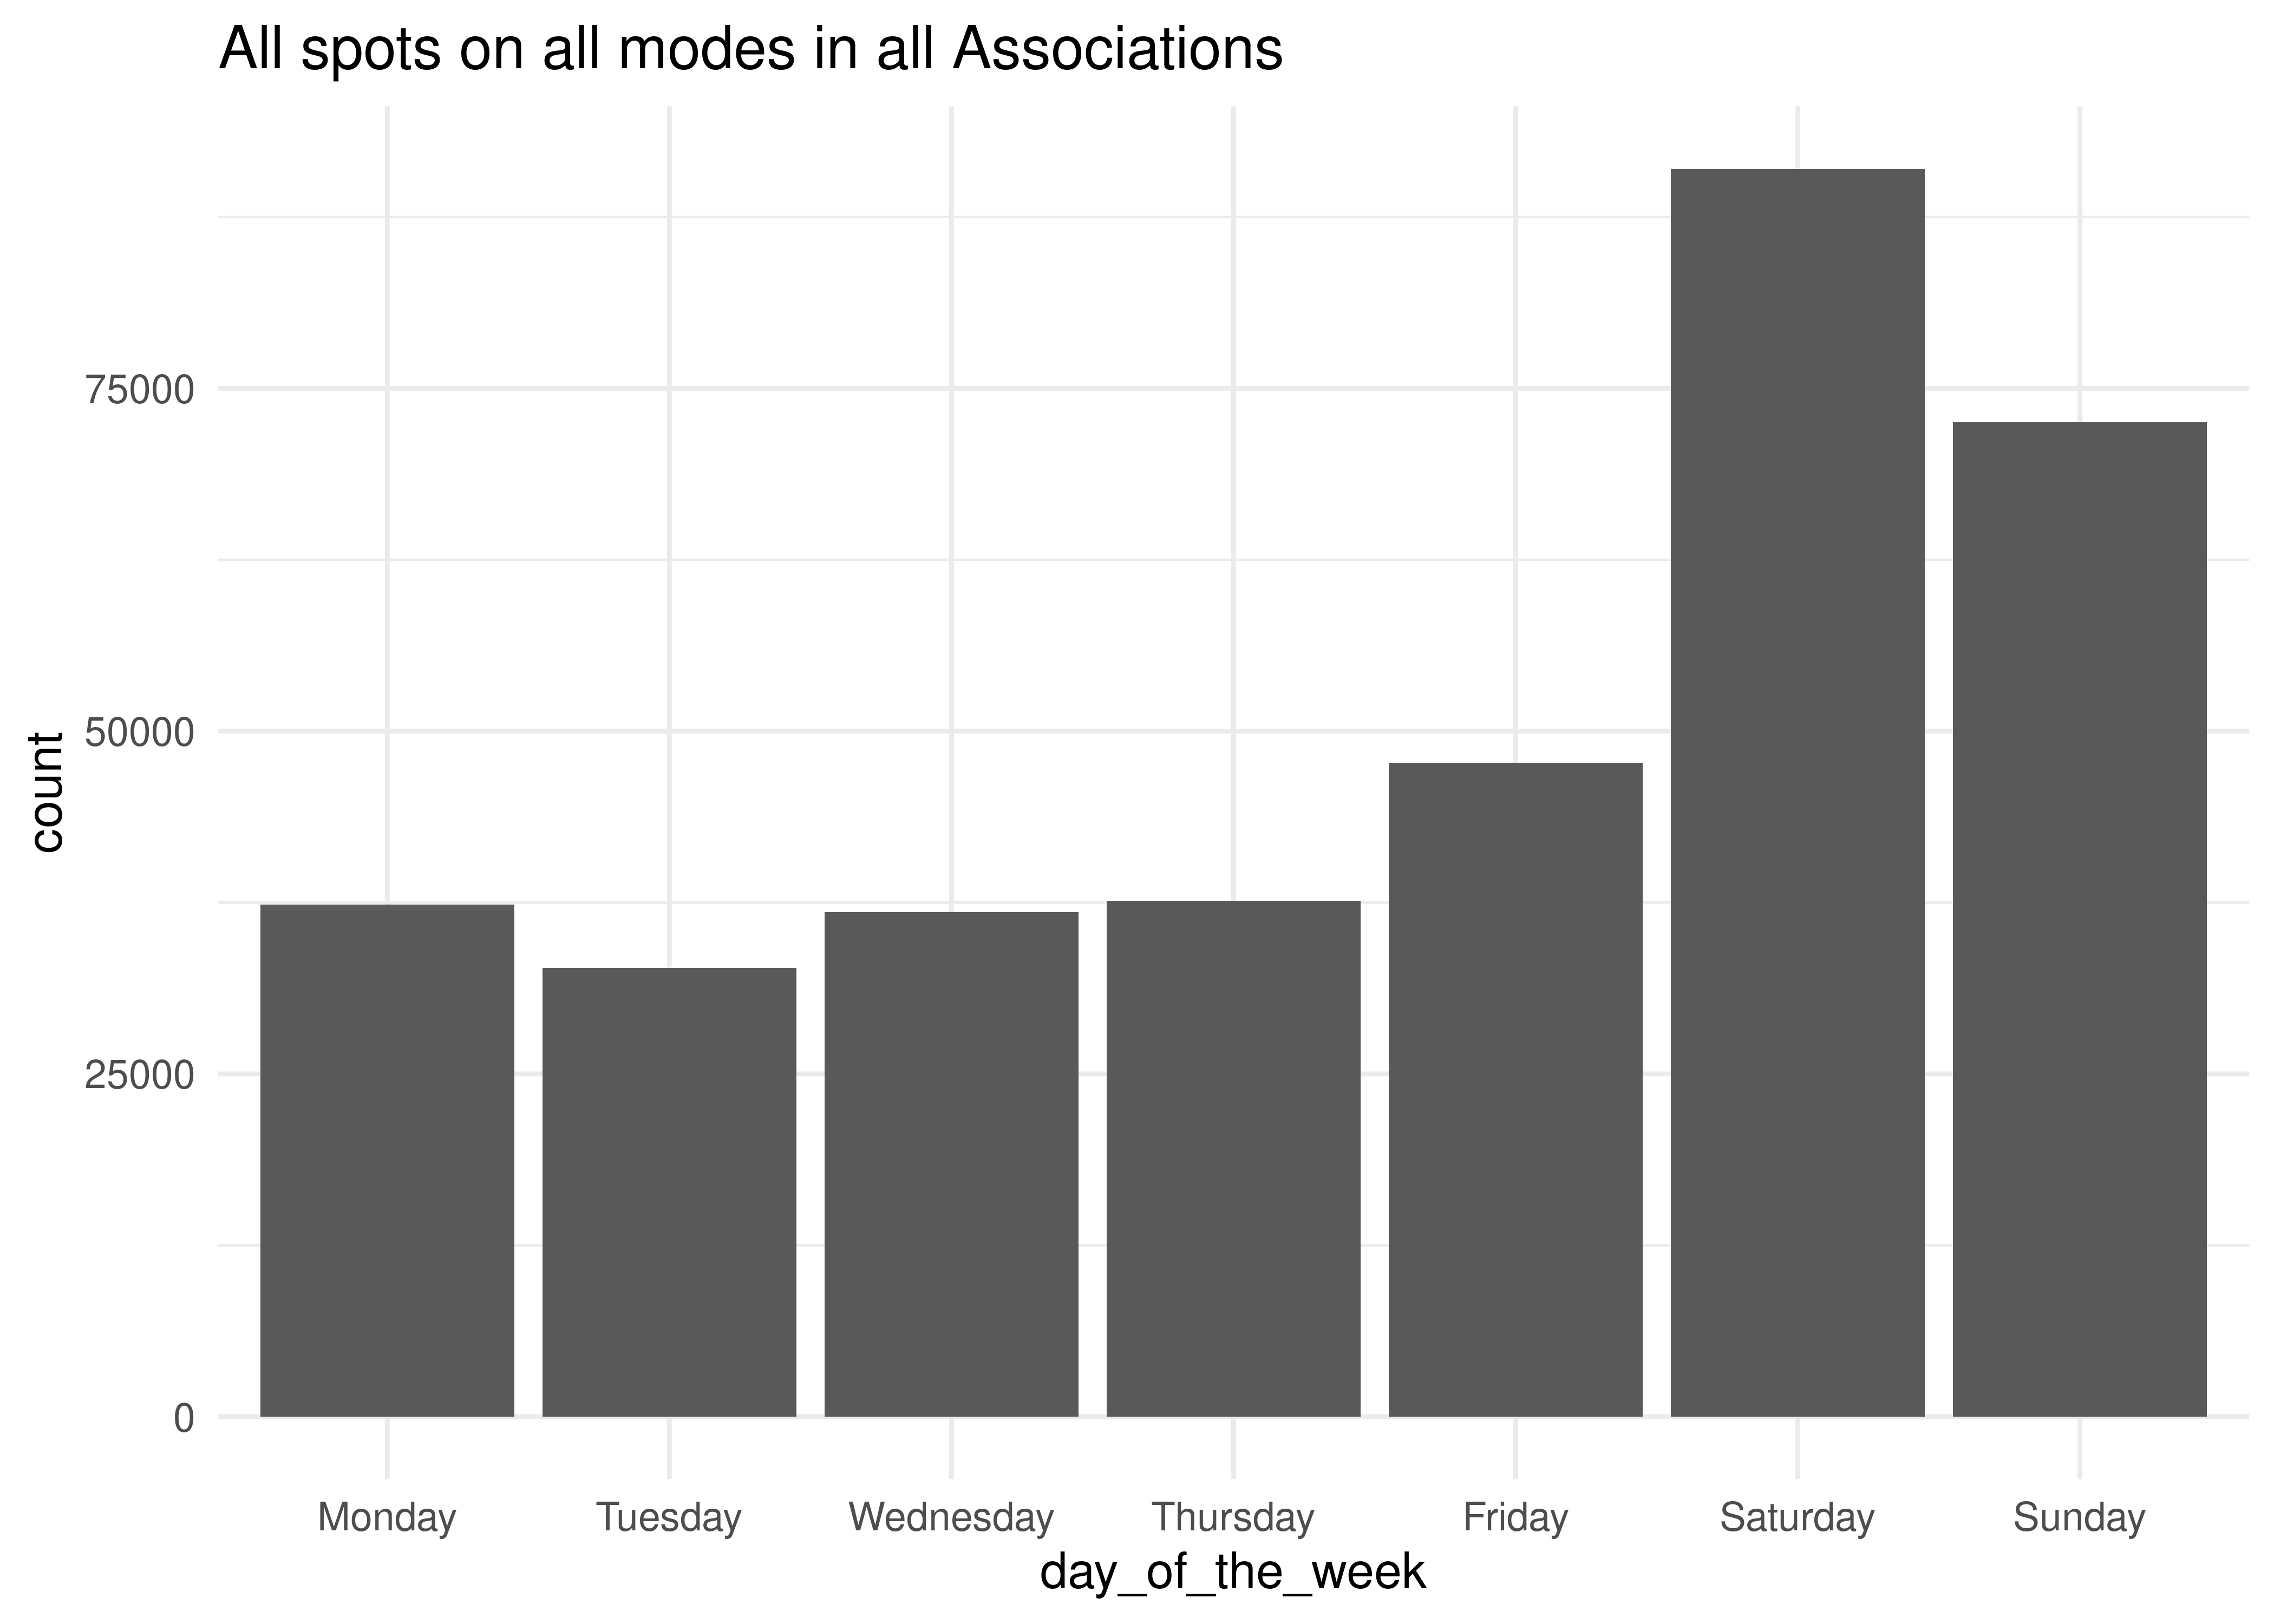 All spots on all modes in all Associations
count
75000
50000
25000
0
Monday Tuesday Wednesday Thursday Friday Saturday Sunday
day_of_the_week